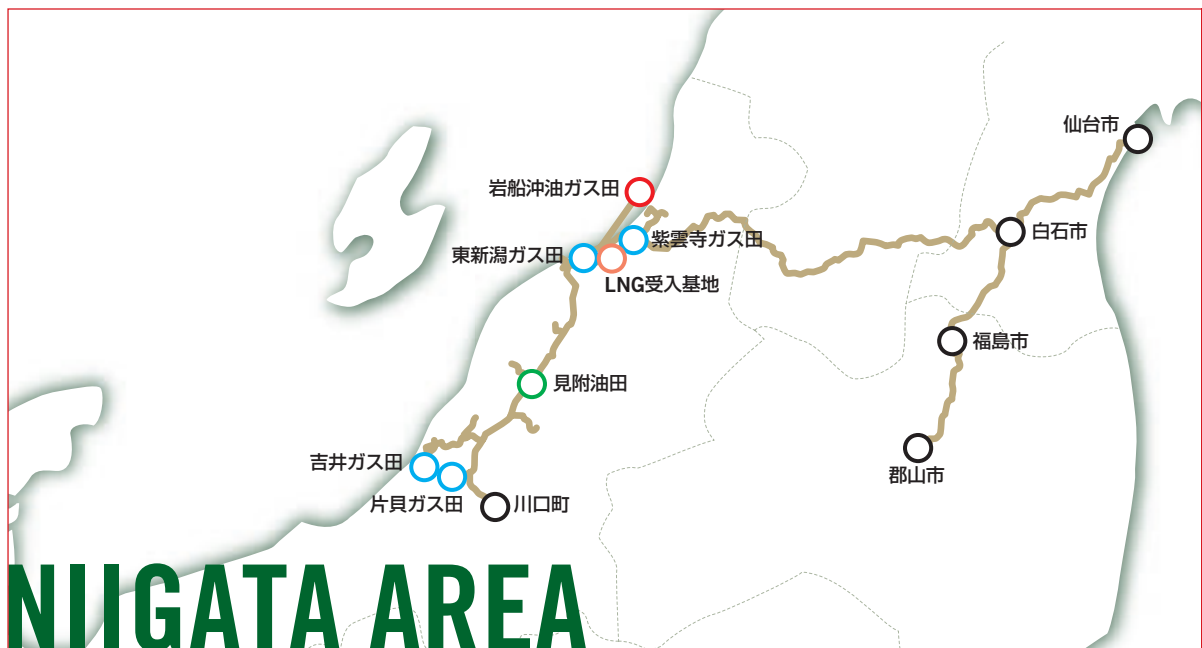 仙台市
岩船沖油ガス田
白石市
紫雲寺ガス田
東新潟ガス田
LNG受入基地
福島市
見附油田
吉井ガス田
郡山市
片貝ガス田
川口町
NIIGATA AREA